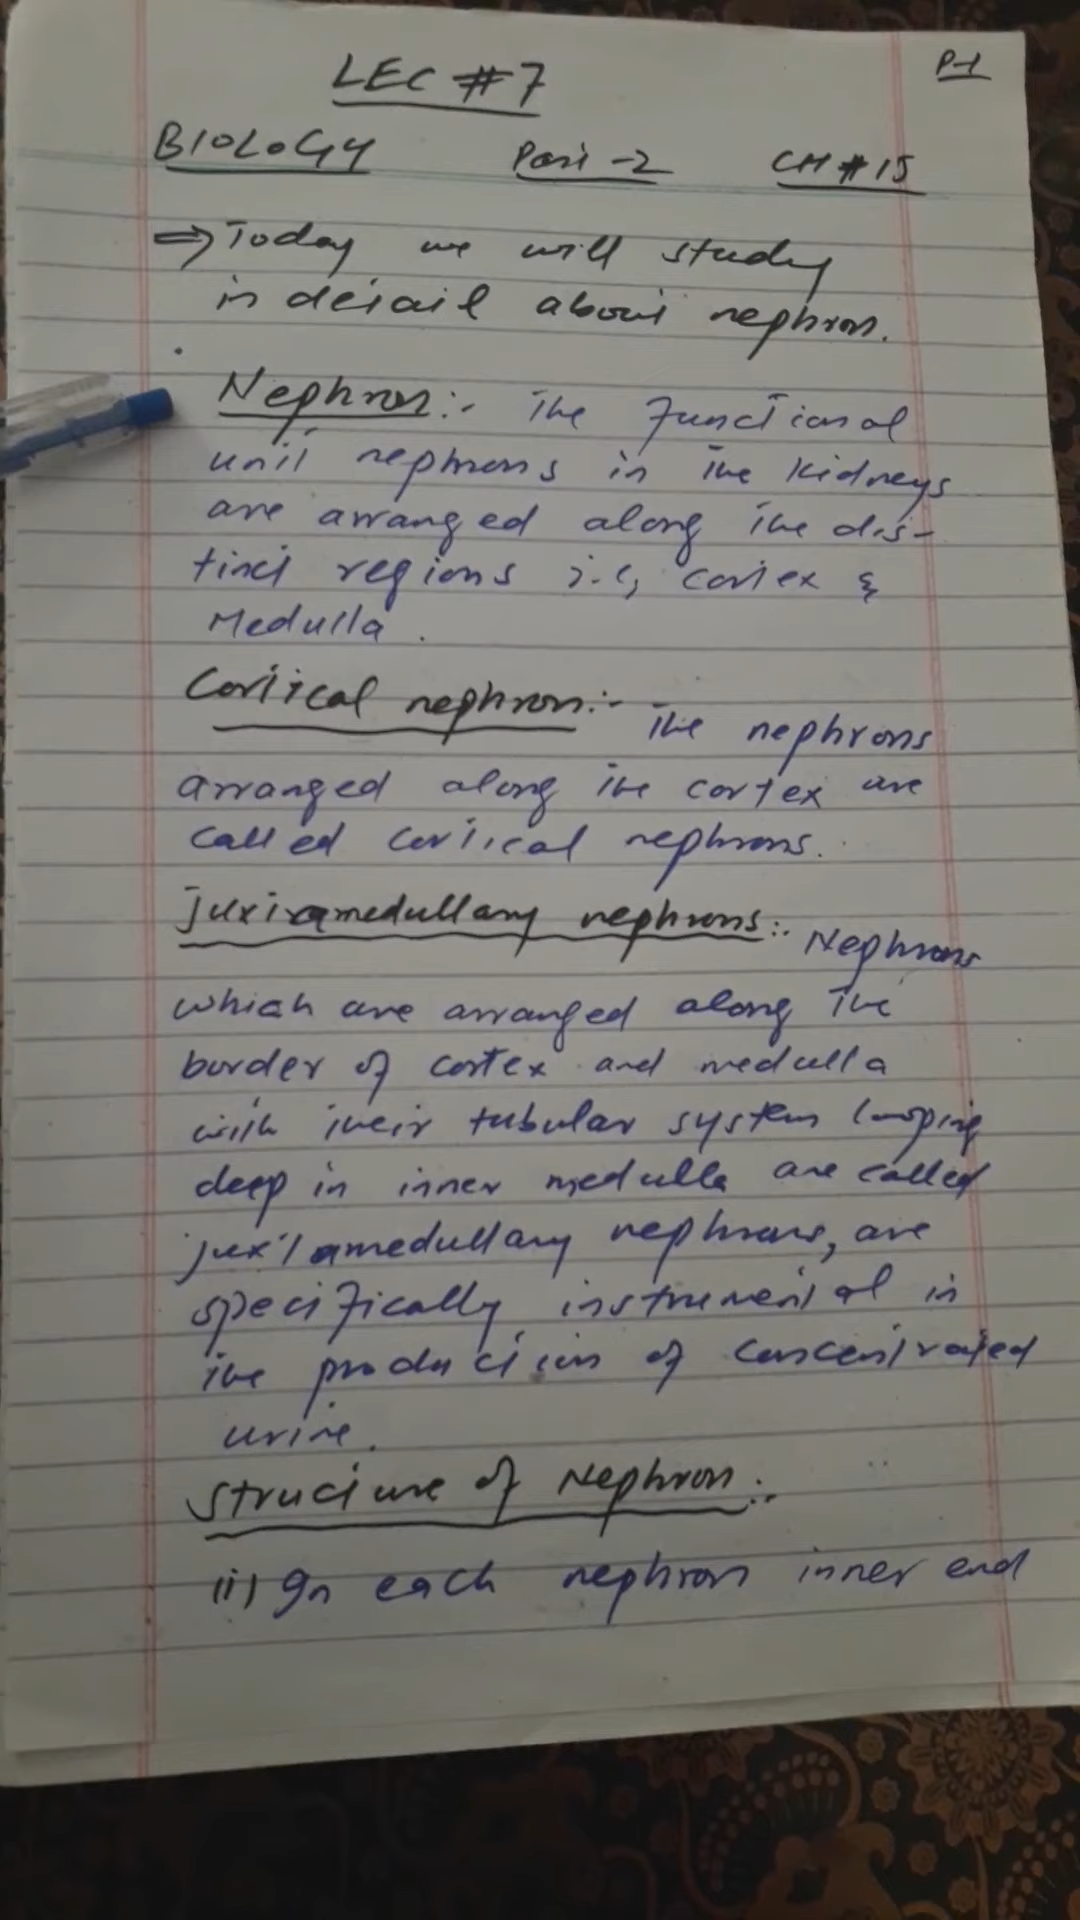 P-1
LEC #7
BIOLOGY Part-2 CH#15
⇒ Today we will study
in detail about nephron.
Nephron:- The functional
unit nephrons in the kidneys
are arranged along the dis-
tinct regions i.e, cortex &
Medulla.
Cortical nephron:- The nephrons
arranged along the cortex are
called cortical nephrons.
juxtamedullary nephrons:- Nephrons
which are arranged along the
border of cortex and medulla
with their tubular system looping
deep in inner medulla are called
juxtamedullary nephrons, are
specifically instrumental in
the production of concentrated
urine.
Structure of Nephron:-
(i) In each nephron inner end